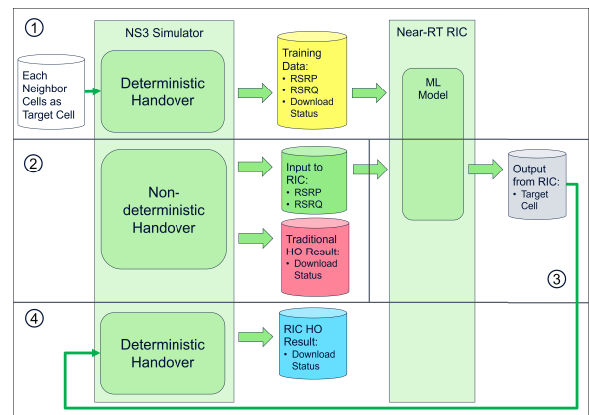 ①
NS3 Simulator
Near-RT RIC
Each
Neighbor
Cells as
Target Cell
Deterministic
Handover
Training
Data:
• RSRP
• RSRQ
• Download
Status
ML
Model
②
Non-
deterministic
Handover
Input to
RIC:
• RSRP
• RSRQ
Traditional
HO Result:
• Download
Status
Output
from RIC:
• Target
Cell
③
④
Deterministic
Handover
RIC HO
Result:
• Download
Status